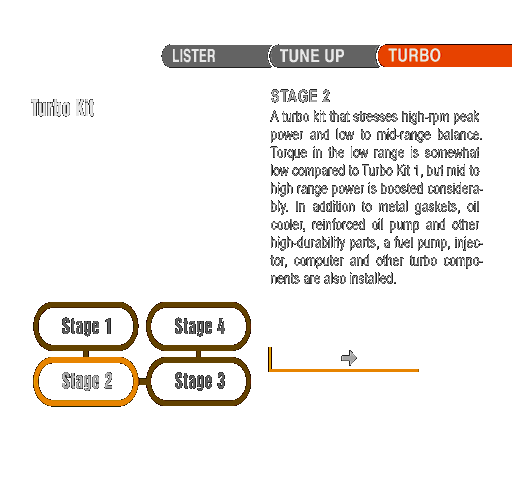 LISTER TUNE UP TURBO
Turbo Kit
STAGE 2
A turbo kit that stresses high-rpm peak
power and low to mid-range balance.
Torque in the low range is somewhat
low compared to Turbo Kit 1, but mid to
high range power is boosted considera-
bly. In addition to metal gaskets, oil
cooler, reinforced oil pump and other
high-durability parts, a fuel pump, injec-
tor, computer and other turbo compo-
nents are also installed.
Stage 1 Stage 4
Stage 2 Stage 3